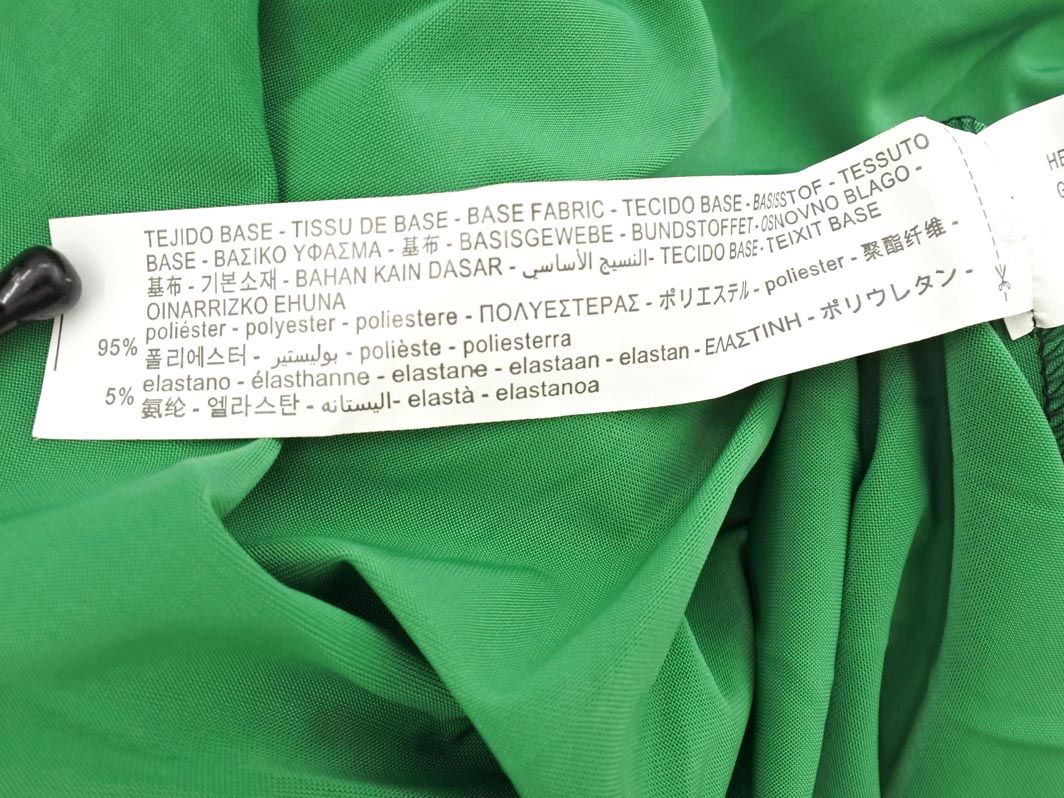 TEJIDO BASE - TISSU DE BASE - BASE FABRIC - TECIDO BASE - BASISSTOF - TESSUTO
BASE - ΒΑΣΙΚΟ ΥΦΑΣΜΑ - 基布 - BASISGEWEBE - BUNDSTOFFET - OSNOVNO BLAGO -
基布 - 기본소재 - BAHAN KAIN DASAR - النسيج الأساسي- TECIDO BASE- TEIXIT BASE
OINARRIZKO EHUNA
95% poliéster - polyester - poliestere - ΠΟΛΥΕΣΤΕΡΑΣ - ポリエステル - poliester - 聚酯纤维 -
폴리에스터 - بوليستير - polièste - poliesterra
5% elastano - élasthanne - elastane - elastaan - elastan - ΕΛΑΣΤΙΝΗ - ポリウレタン -
氨纶 - 엘라스탄 - اليستانه- elastà - elastanoa
HE